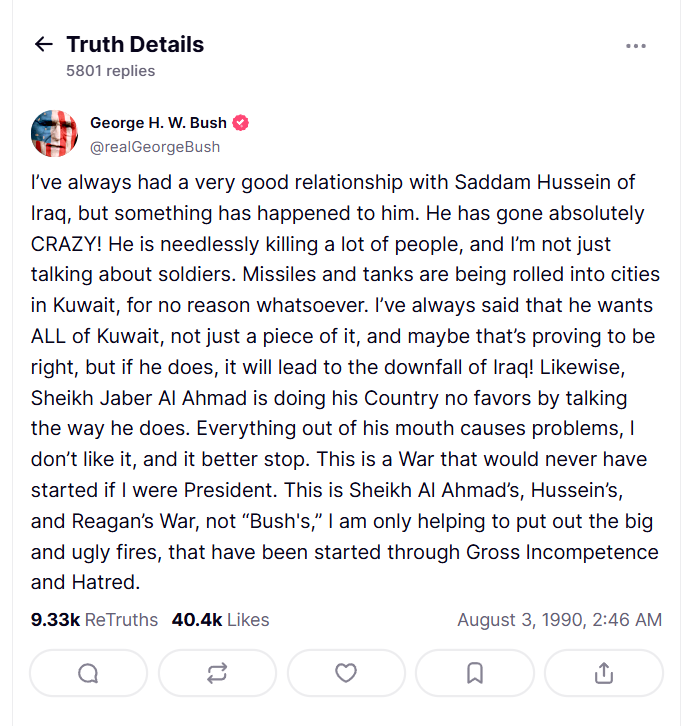 Truth Details
5801 replies
George H. W. Bush
@realGeorgeBush
I’ve always had a very good relationship with Saddam Hussein of
Iraq, but something has happened to him. He has gone absolutely
CRAZY! He is needlessly killing a lot of people, and I’m not just
talking about soldiers. Missiles and tanks are being rolled into cities
in Kuwait, for no reason whatsoever. I’ve always said that he wants
ALL of Kuwait, not just a piece of it, and maybe that’s proving to be
right, but if he does, it will lead to the downfall of Iraq! Likewise,
Sheikh Jaber Al Ahmad is doing his Country no favors by talking
the way he does. Everything out of his mouth causes problems, I
don’t like it, and it better stop. This is a War that would never have
started if I were President. This is Sheikh Al Ahmad’s, Hussein’s,
and Reagan’s War, not “Bush's,” I am only helping to put out the big
and ugly fires, that have been started through Gross Incompetence
and Hatred.
9.33k ReTruths 40.4k Likes August 3, 1990, 2:46 AM